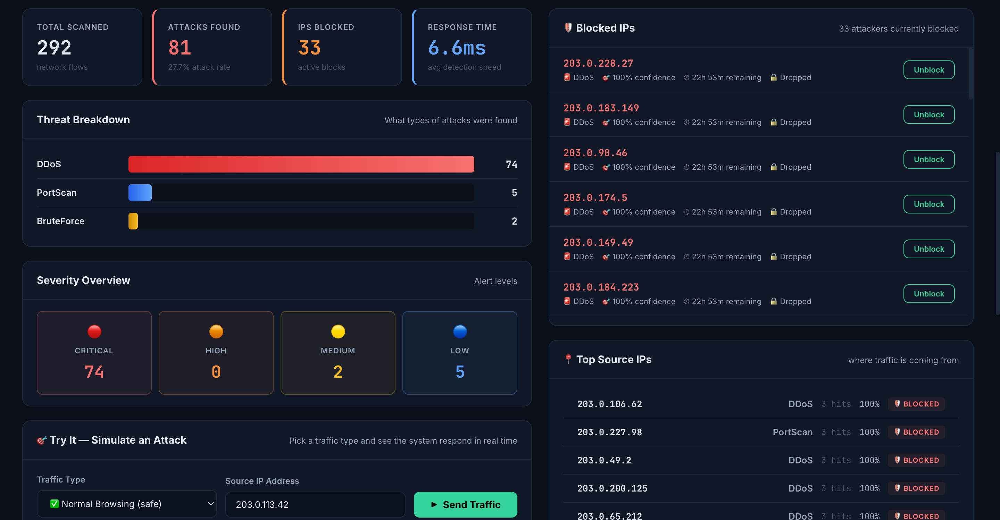 TOTAL SCANNED
292
network flows
ATTACKS FOUND
81
27.7% attack rate
IPS BLOCKED
33
active blocks
RESPONSE TIME
6.6ms
avg detection speed
Threat Breakdown
What types of attacks were found
DDoS 74
PortScan 5
BruteForce 2
Severity Overview
Alert levels
CRITICAL
74
HIGH
0
MEDIUM
2
LOW
5
Try It — Simulate an Attack
Pick a traffic type and see the system respond in real time
Traffic Type
Normal Browsing (safe)
Source IP Address
203.0.113.42
Send Traffic
Blocked IPs
33 attackers currently blocked
203.0.228.27
DDoS 100% confidence 22h 53m remaining Dropped
Unblock
203.0.183.149
DDoS 100% confidence 22h 53m remaining Dropped
Unblock
203.0.90.46
DDoS 100% confidence 22h 53m remaining Dropped
Unblock
203.0.174.5
DDoS 100% confidence 22h 53m remaining Dropped
Unblock
203.0.149.49
DDoS 100% confidence 22h 53m remaining Dropped
Unblock
203.0.184.223
DDoS 100% confidence 22h 53m remaining Dropped
Unblock
Top Source IPs
where traffic is coming from
203.0.106.62 DDoS 3 hits 100% BLOCKED
203.0.227.98 PortScan 3 hits 100% BLOCKED
203.0.49.2 DDoS 3 hits 100% BLOCKED
203.0.200.125 DDoS 3 hits 100% BLOCKED
203.0.65.212 DDoS 3 hits 100% BLOCKED